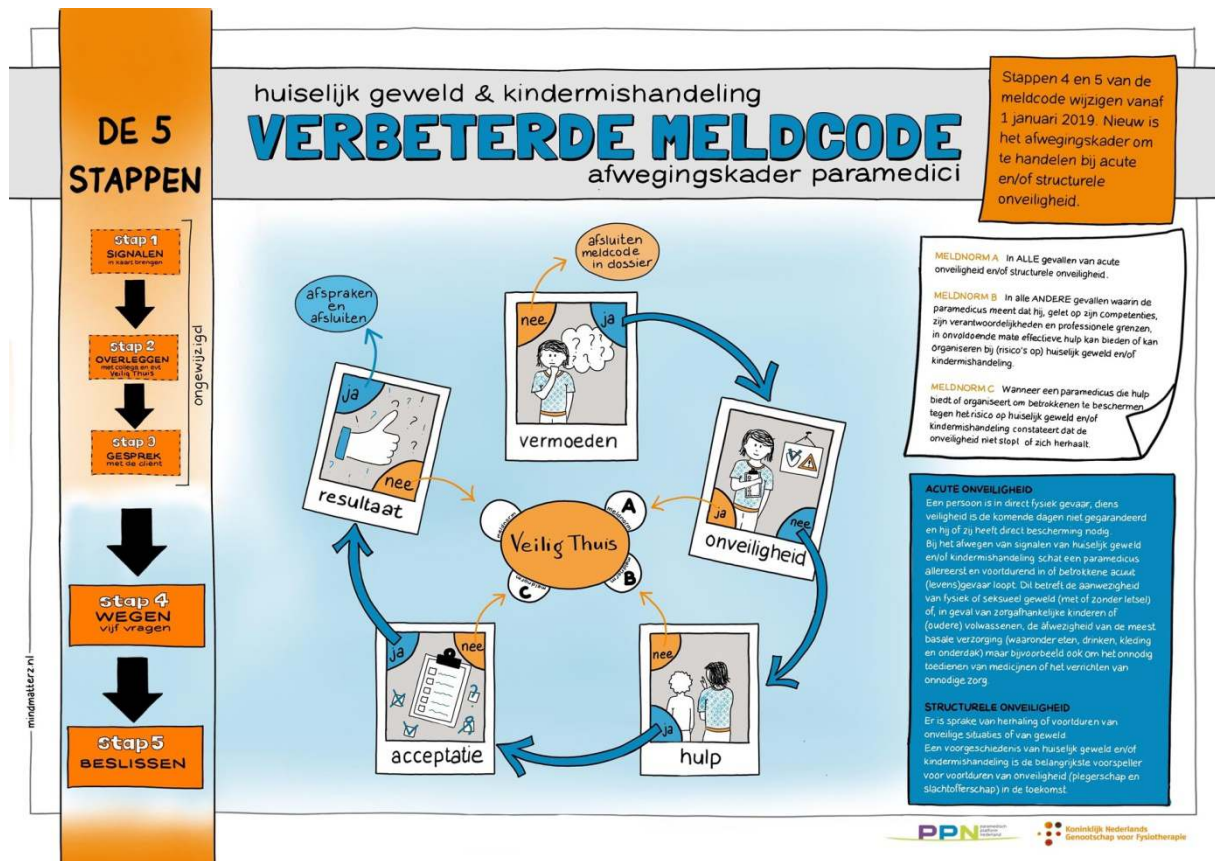 DE 5
STAPPEN
stap 1
SIGNALEN
in kaart brengen
stap 2
OVERLEGGEN
met collega en evt
Veilig Thuis
stap 3
GESPREK
met de cliënt
ongewijzigd
stap 4
WEGEN
vijf vragen
stap 5
BESLISSEN
mindmatterz.nl
huiselijk geweld & kindermishandeling
VERBETERDE MELDCODE
afwegingskader paramedici
Stappen 4 en 5 van de
meldcode wijzigen vanaf
1 januari 2019. Nieuw is
het afwegingskader om
te handelen bij acute
en/of structurele
onveiligheid.
afsluiten
meldcode
in dossier
nee
ja
vermoeden
ja
nee
onveiligheid
nee
ja
hulp
ja
nee
acceptatie
afspraken
en
afsluiten
ja
nee
resultaat
Veilig Thuis
A
meldnorm
B
meldnorm
C
meldnorm
meldnorm
MELDNORM A In ALLE gevallen van acute
onveiligheid en/of structurele onveiligheid.
MELDNORM B In alle ANDERE gevallen waarin de
paramedicus meent dat hij, gelet op zijn competenties,
zijn verantwoordelijkheden en professionele grenzen,
in onvoldoende mate effectieve hulp kan bieden of kan
organiseren bij (risico's op) huiselijk geweld en/of
kindermishandeling.
MELDNORM C Wanneer een paramedicus die hulp
biedt of organiseert om betrokkenen te beschermen
tegen het risico op huiselijk geweld en/of
kindermishandeling constateert dat de
onveiligheid niet stopt of zich herhaalt.
ACUTE ONVEILIGHEID
Een persoon is in direct fysiek gevaar, diens
veiligheid is de komende dagen niet gegarandeerd
en hij of zij heeft direct bescherming nodig.
Bij het afwegen van signalen van huiselijk geweld
en/of kindermishandeling schat een paramedicus
allereerst en voortdurend in of betrokkene acuut
(levens)gevaar loopt. Dit betreft de aanwezigheid
van fysiek of seksueel geweld (met of zonder letsel)
of, in geval van zorgafhankelijke kinderen of
(oudere) volwassenen, de afwezigheid van de meest
basale verzorging (waaronder eten, drinken, kleding
en onderdak) maar bijvoorbeeld ook om het onnodig
toedienen van medicijnen of het verrichten van
onnodige zorg.
STRUCTURELE ONVEILIGHEID
Er is sprake van herhaling of voortduren van
onveilige situaties of van geweld.
Een voorgeschiedenis van huiselijk geweld en/of
kindermishandeling is de belangrijkste voorspeller
voor voortduren van onveiligheid (plegerschap en
slachtofferschap) in de toekomst.
PPN paramedisch
platform
nederland
Koninklijk Nederlands
Genootschap voor Fysiotherapie